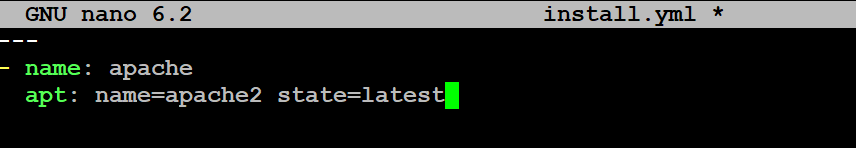 GNU nano 6.2 install.yml *
---
- name: apache
  apt: name=apache2 state=latest